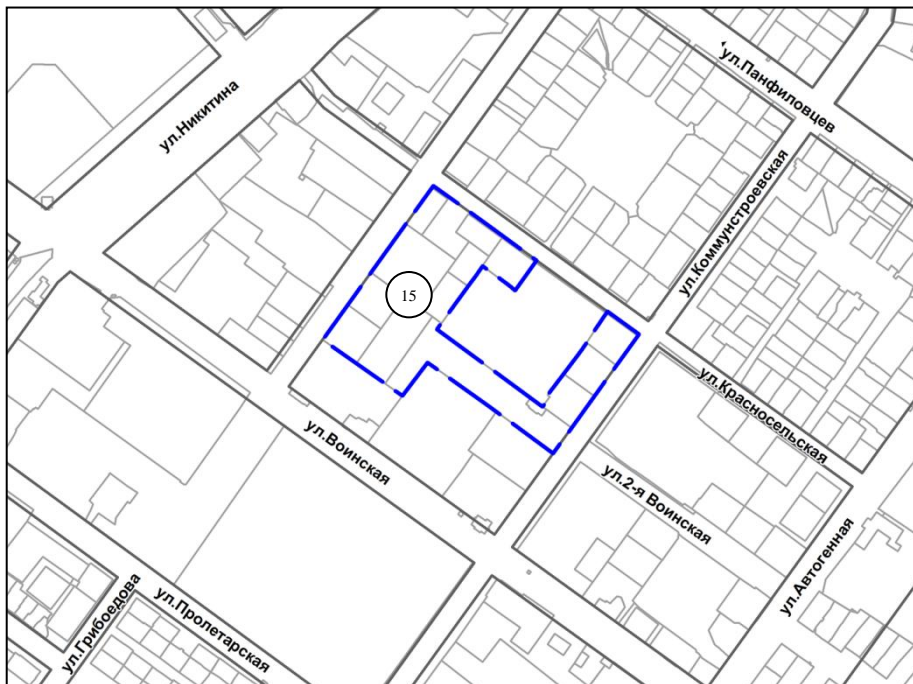 ул.Панфиловцев
ул.Никитина
ул.Коммунстроевская
15
ул.Красносельская
ул.Воинская
ул.2-я Воинская
ул.Автогенная
ул.Грибоедова
ул.Пролетарская